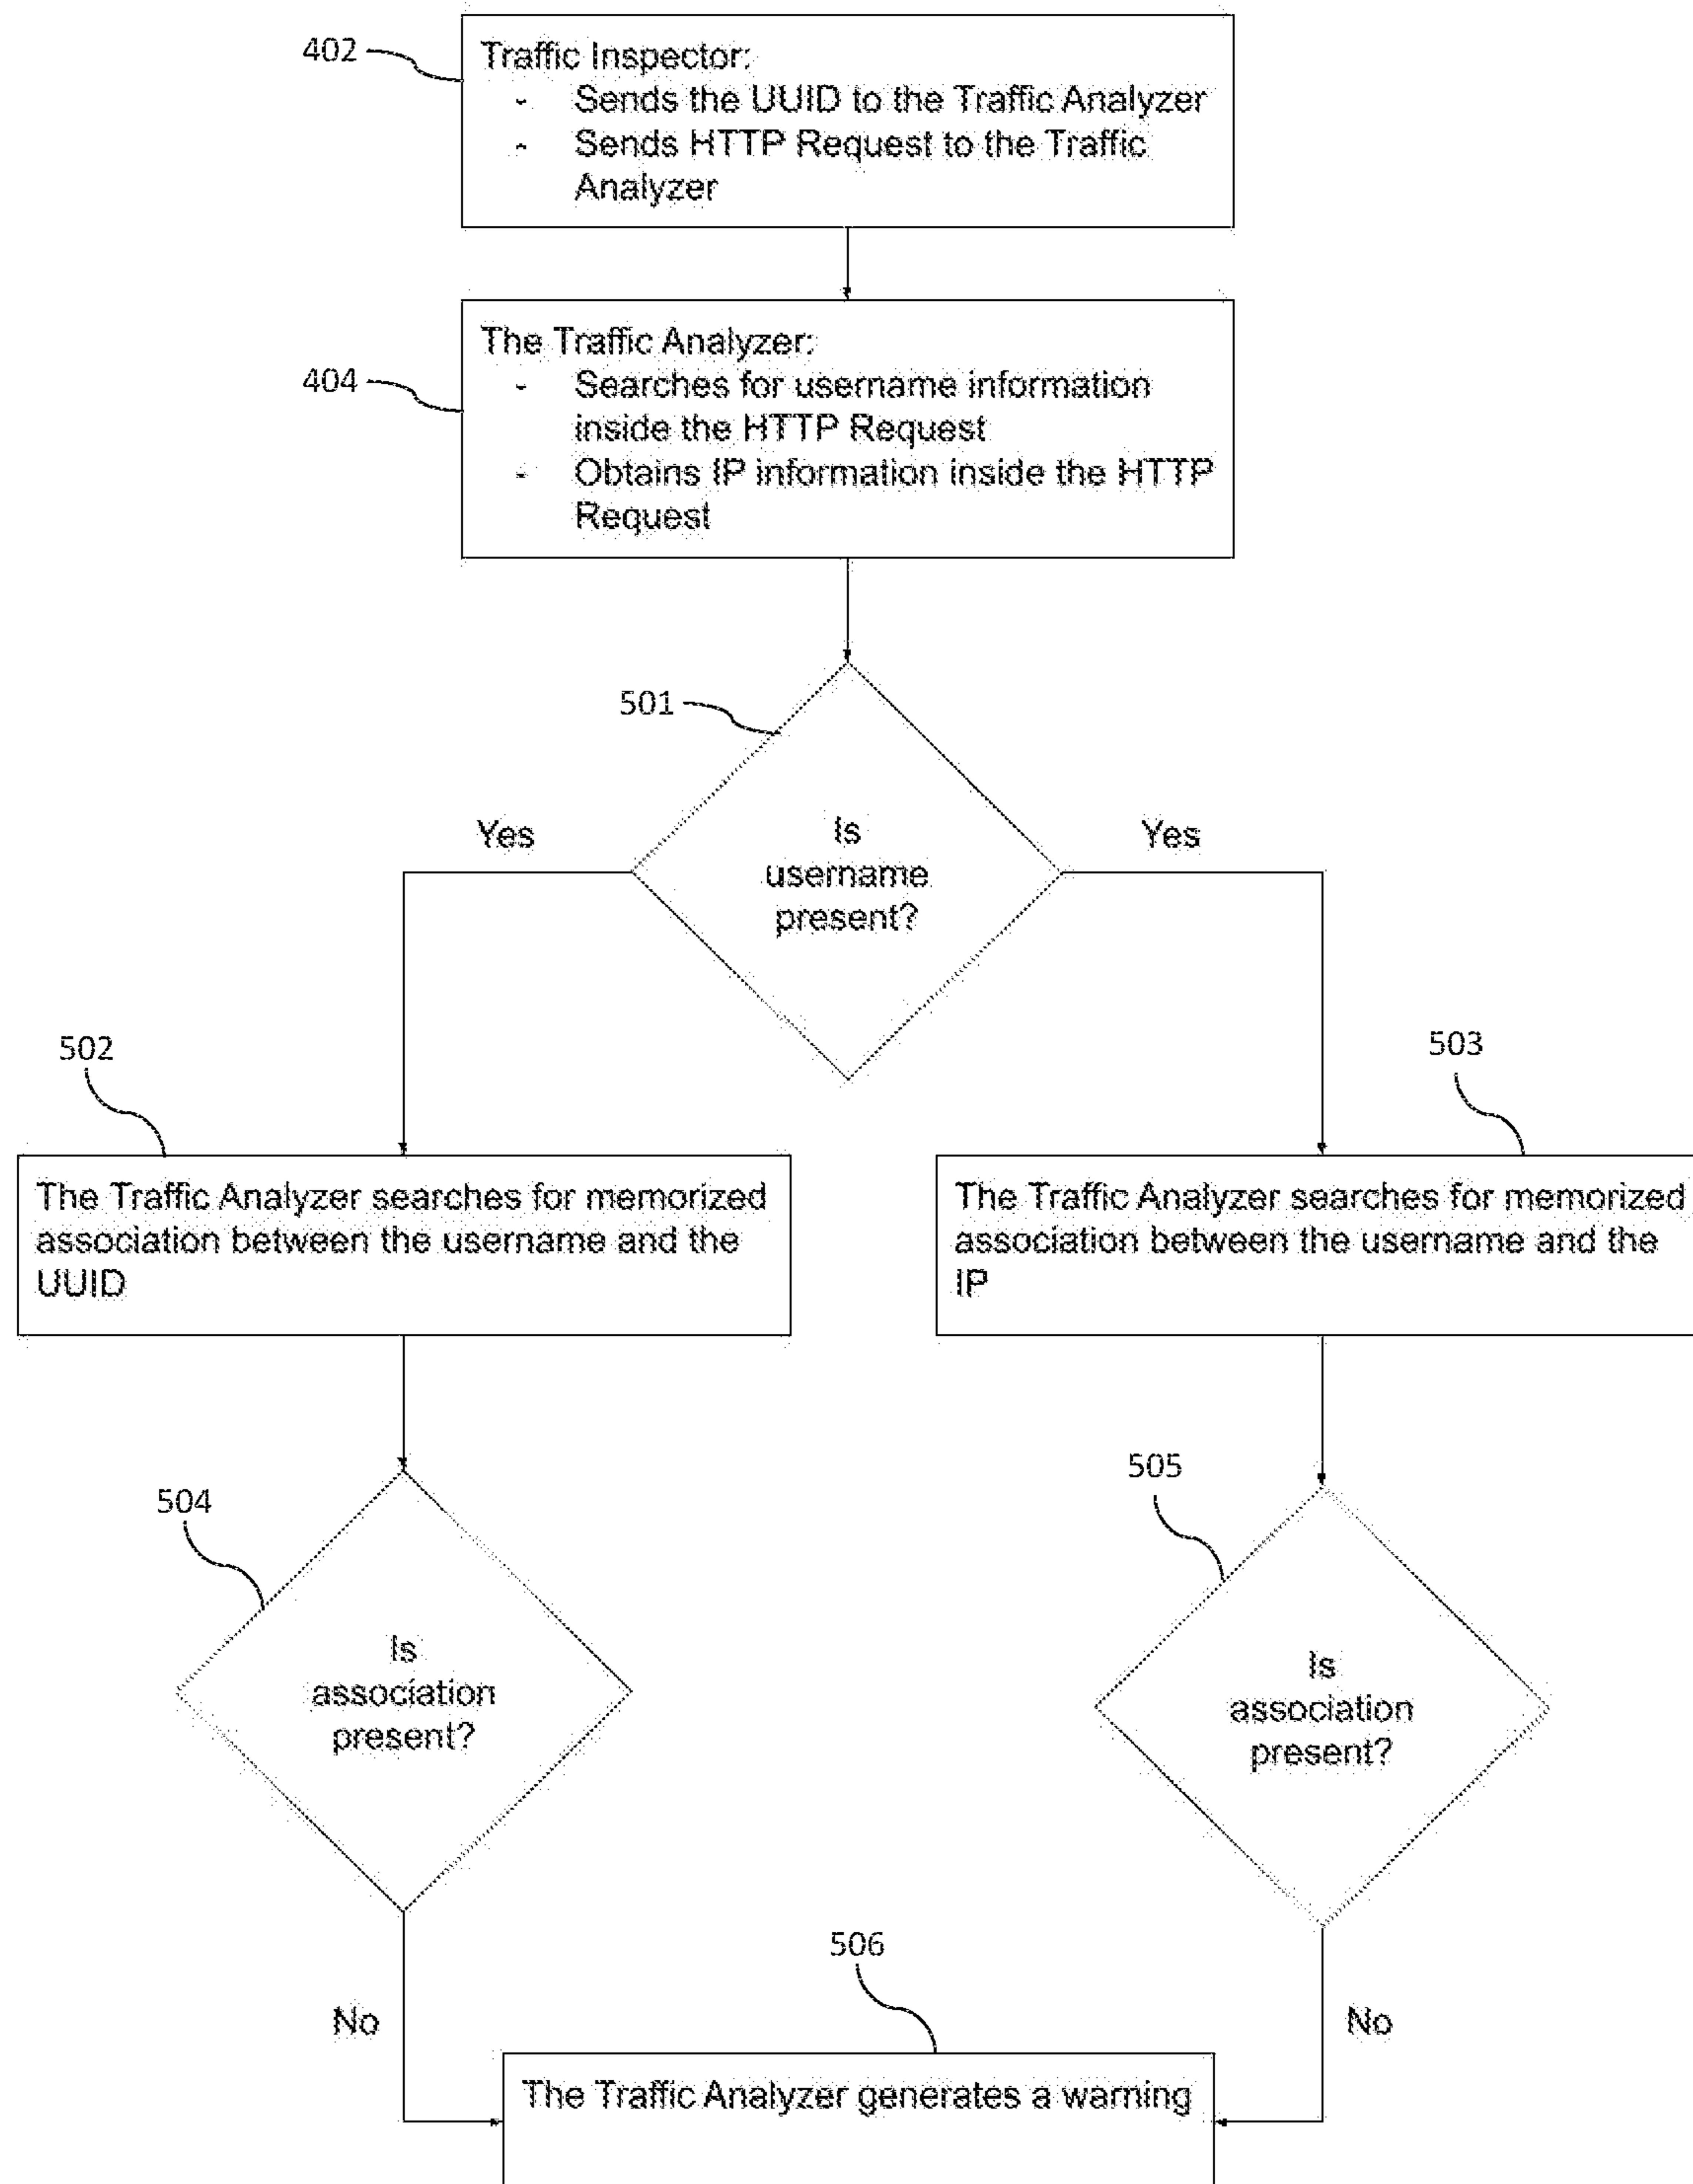 402
Traffic Inspector:
- Sends the UUID to the Traffic Analyzer
- Sends HTTP Request to the Traffic
Analyzer
404
The Traffic Analyzer:
- Searches for username information
inside the HTTP Request
- Obtains IP information inside the HTTP
Request
501
Is
username
present?
Yes
Yes
502
503
The Traffic Analyzer searches for memorized
association between the username and the
UUID
The Traffic Analyzer searches for memorized
association between the username and the
IP
504
Is
association
present?
505
Is
association
present?
No
506
No
The Traffic Analyzer generates a warning